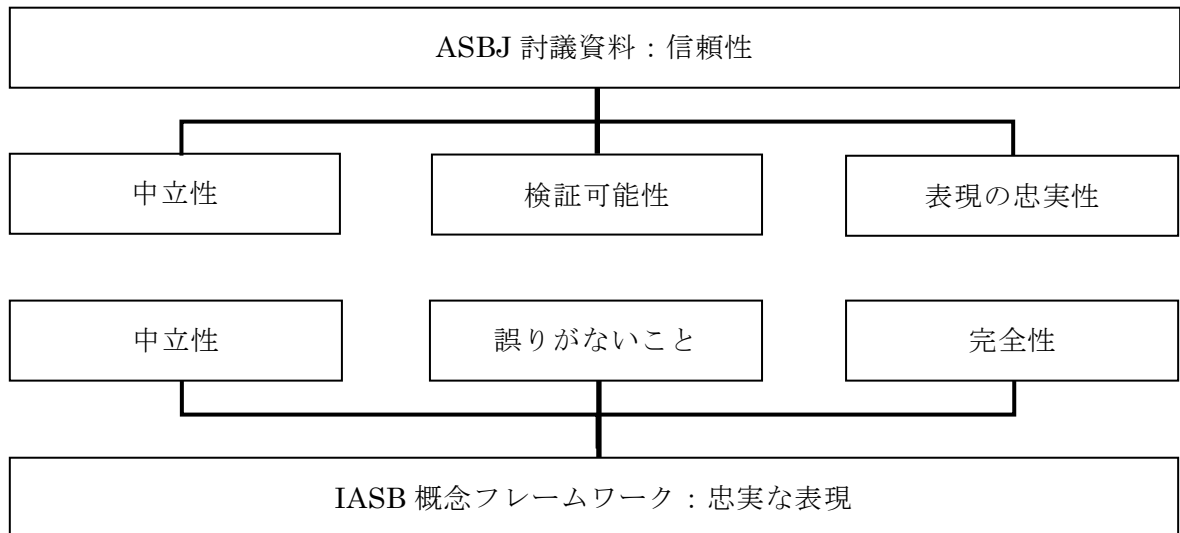 ASBJ 討議資料：信頼性
中立性
検証可能性
表現の忠実性
中立性
誤りがないこと
完全性
IASB 概念フレームワーク：忠実な表現